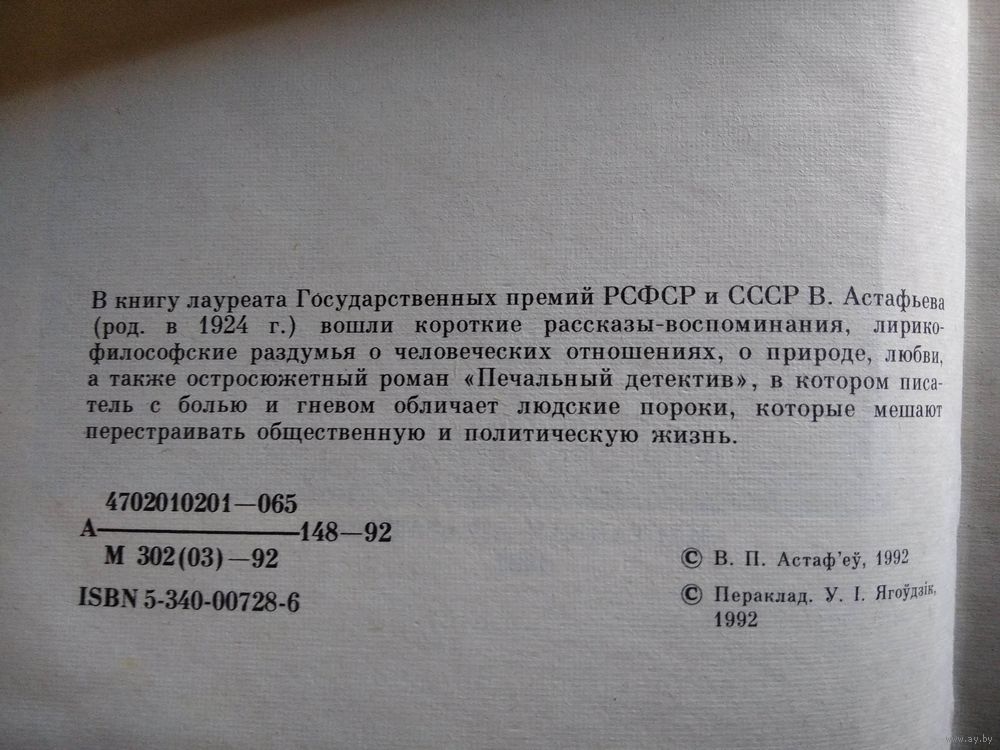 В книгу лауреата Государственных премий РСФСР и СССР В. Астафьева
(род. в 1924 г.) вошли короткие рассказы-воспоминания, лирико-
философские раздумья о человеческих отношениях, о природе, любви,
а также остросюжетный роман «Печальный детектив», в котором писа-
тель с болью и гневом обличает людские пороки, которые мешают
перестраивать общественную и политическую жизнь.
4702010201—065
А————148—92
М 302(03)—92
ISBN 5-340-00728-6
© В. П. Астаф'еў, 1992
© Пераклад. У. І. Ягоўдзік,
1992
www.ay.by